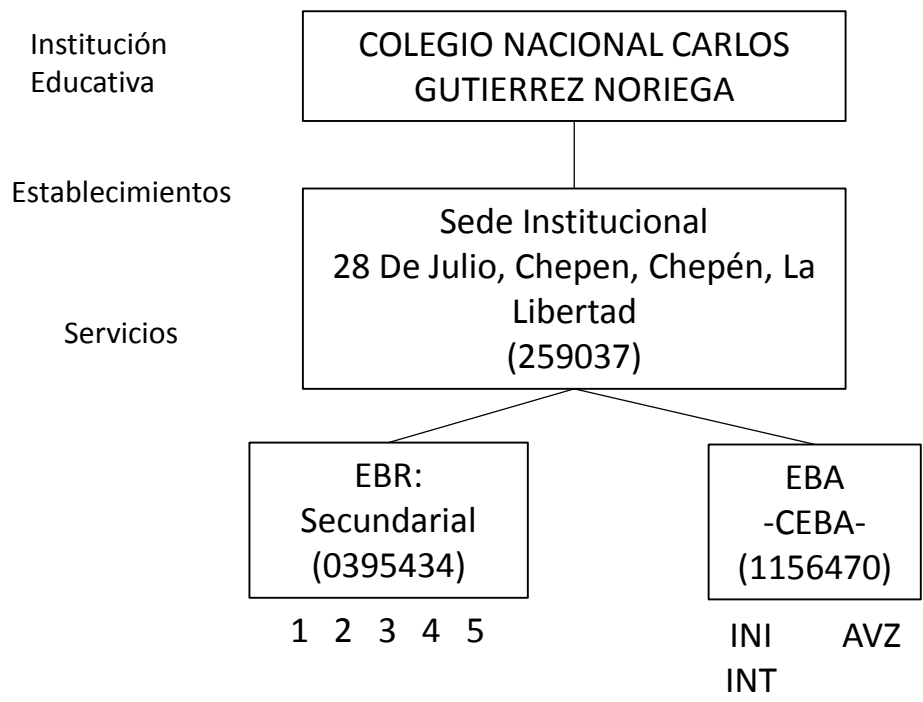 Institución
Educativa
COLEGIO NACIONAL CARLOS
GUTIERREZ NORIEGA
Establecimientos
Sede Institucional
28 De Julio, Chepen, Chepén, La
Libertad
(259037)
Servicios
EBR:
Secundarial
(0395434)
1 2 3 4 5
EBA
-CEBA-
(1156470)
INI AVZ
INT